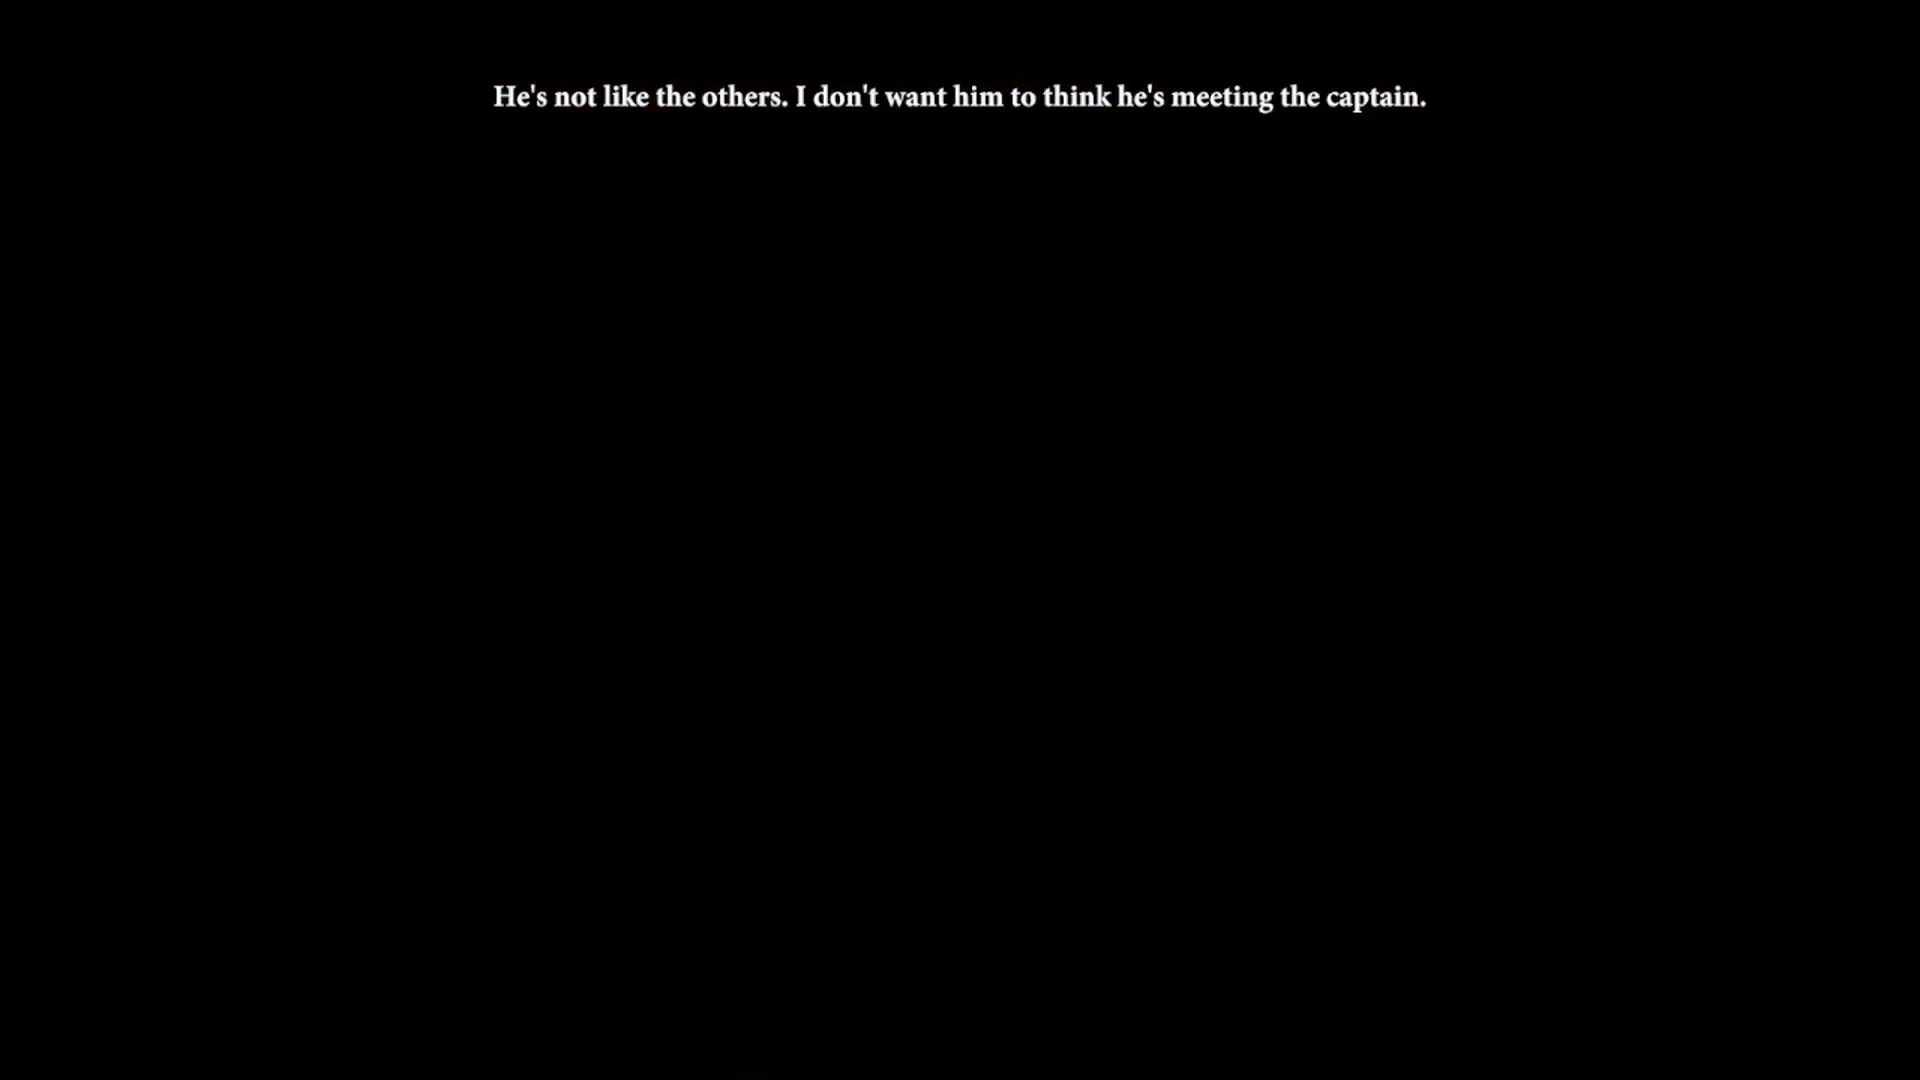 He's not like the others. I don't want him to think he's meeting the captain.